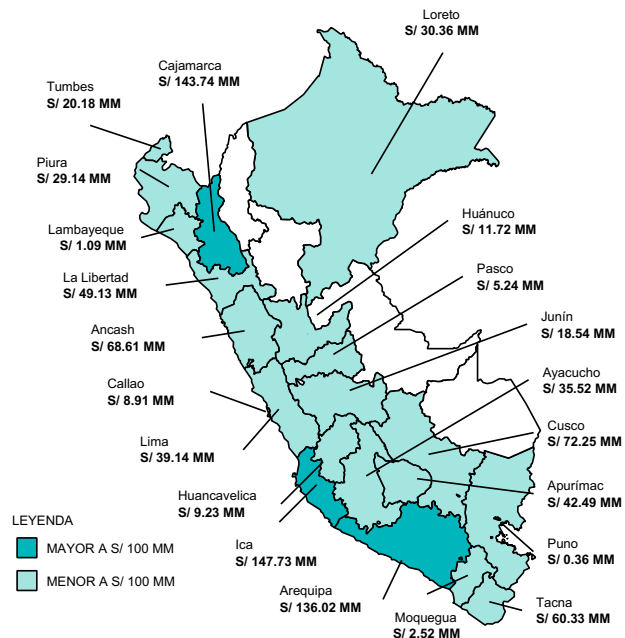 Loreto
S/ 30.36 MM
Cajamarca
S/ 143.74 MM
Tumbes
S/ 20.18 MM
Piura
S/ 29.14 MM
Lambayeque
S/ 1.09 MM
La Libertad
S/ 49.13 MM
Ancash
S/ 68.61 MM
Callao
S/ 8.91 MM
Lima
S/ 39.14 MM
Huancavelica
S/ 9.23 MM
Ica
S/ 147.73 MM
Arequipa
S/ 136.02 MM
Moquegua
S/ 2.52 MM
Huánuco
S/ 11.72 MM
Pasco
S/ 5.24 MM
Junín
S/ 18.54 MM
Ayacucho
S/ 35.52 MM
Cusco
S/ 72.25 MM
Apurímac
S/ 42.49 MM
Puno
S/ 0.36 MM
Tacna
S/ 60.33 MM
LEYENDA
MAYOR A S/ 100 MM
MENOR A S/ 100 MM